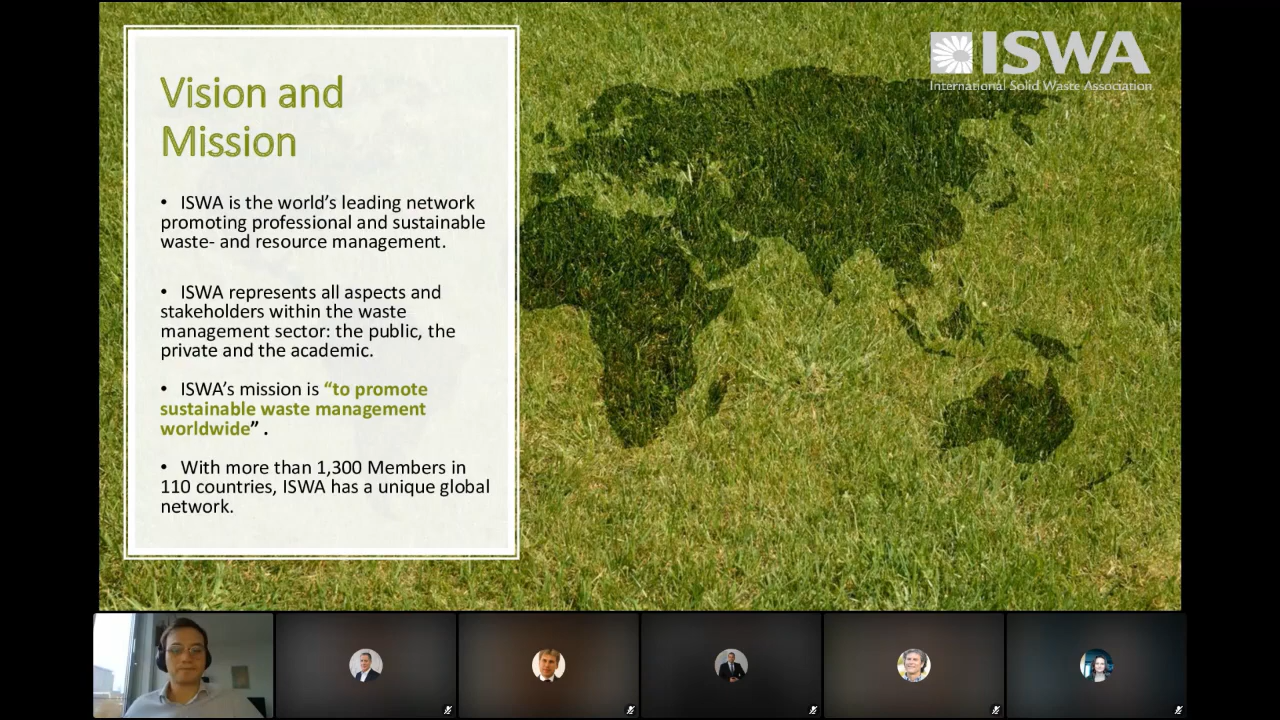 Vision and
Mission
• ISWA is the world's leading network
promoting professional and sustainable
waste- and resource management.
• ISWA represents all aspects and
stakeholders within the waste
management sector: the public, the
private and the academic.
• ISWA's mission is “to promote
sustainable waste management
worldwide” .
• With more than 1,300 Members in
110 countries, ISWA has a unique global
network.
ISWA
International Solid Waste Association